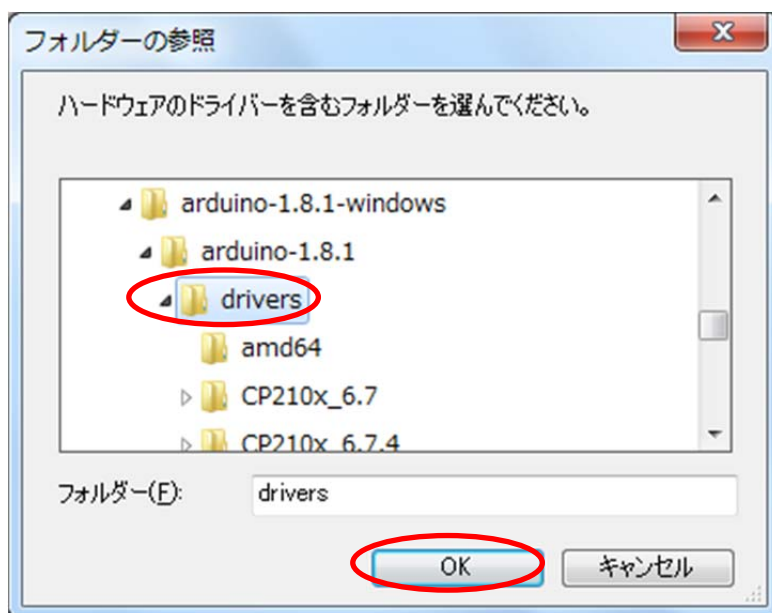 フォルダーの参照
ハードウェアのドライバーを含むフォルダーを選んでください。
arduino-1.8.1-windows
arduino-1.8.1
drivers
amd64
CP210x_6.7
CP210x_6.7.4
フォルダー(F): drivers
OK キャンセル